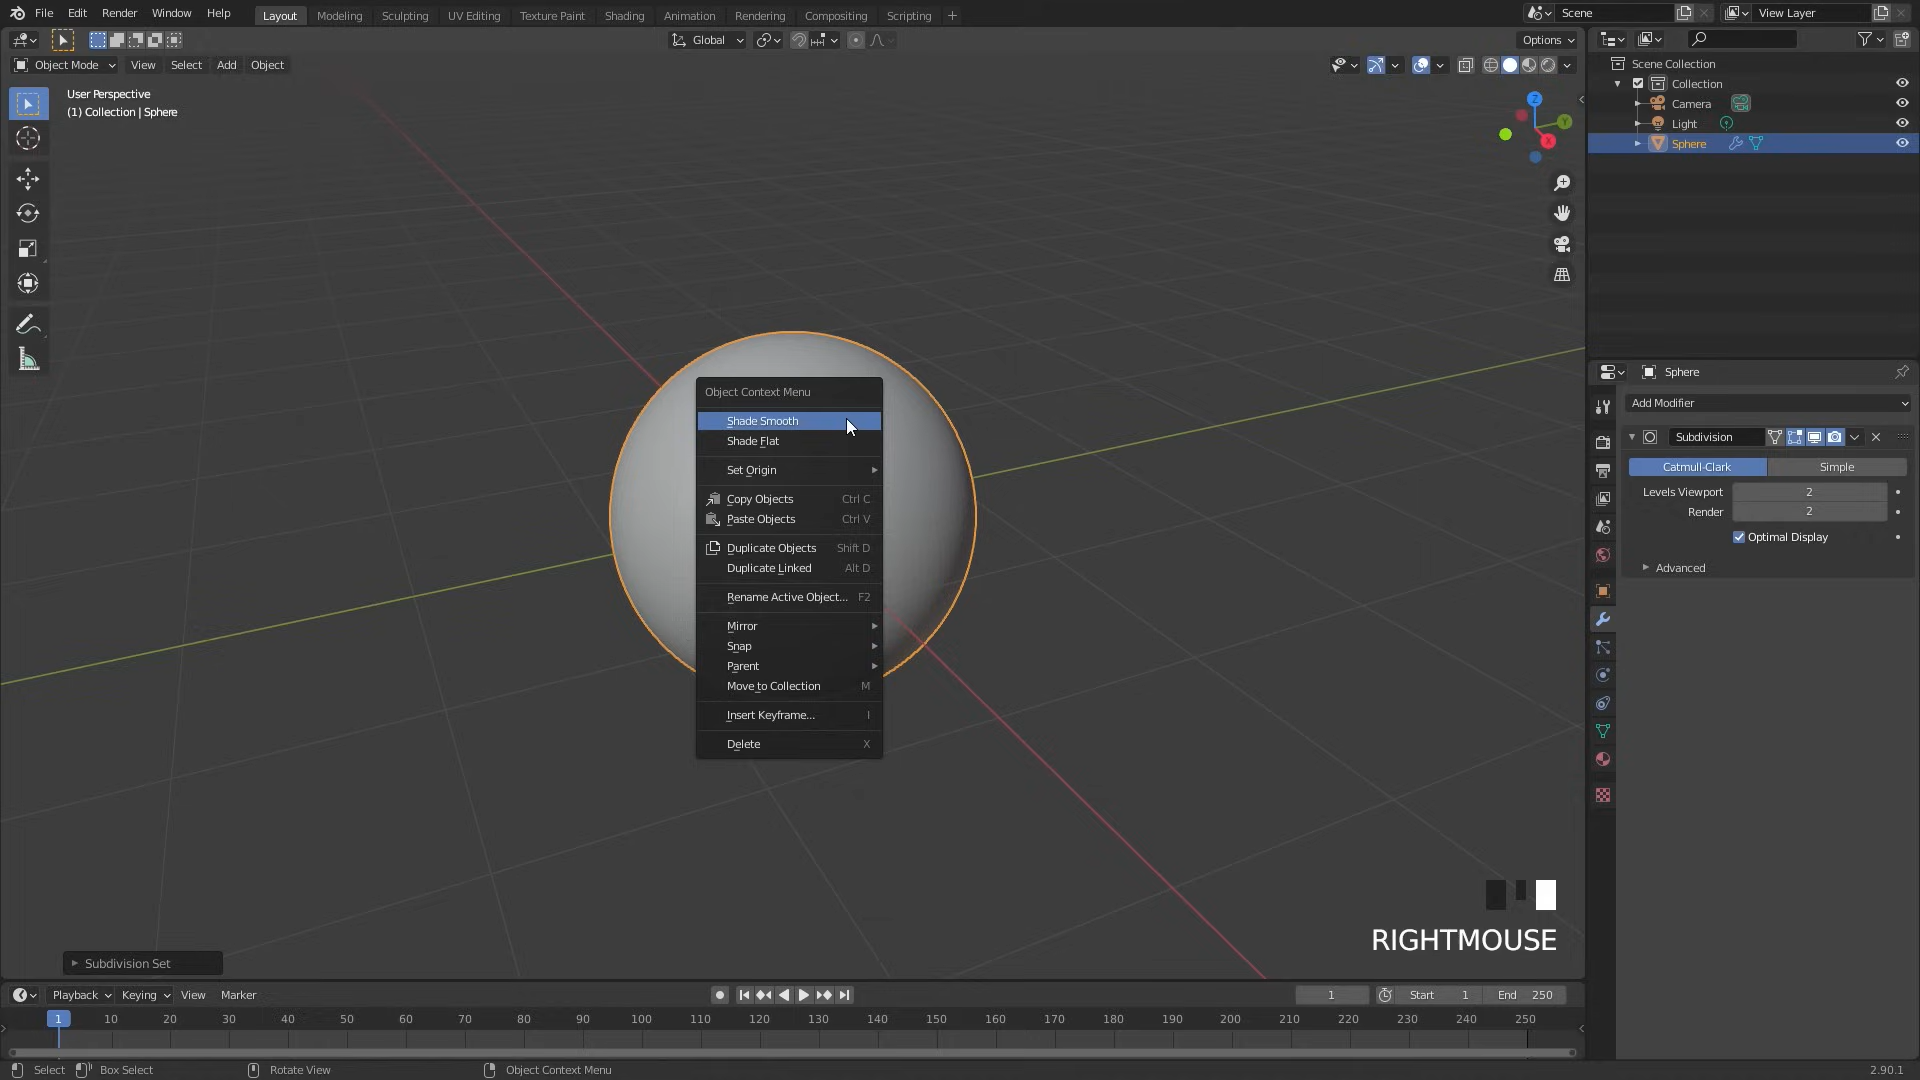 File Edit Render Window Help Layout Modeling Sculpting UV Editing Texture Paint Shading Animation Rendering Compositing Scripting + Scene View Layer
Global Options
Object Mode View Select Add Object
User Perspective
(1) Collection | Sphere
Z
Y
X
Scene Collection
Collection
Camera
Light
Sphere
Object Context Menu
Shade Smooth
Shade Flat
Set Origin
Copy Objects Ctrl C
Paste Objects Ctrl V
Duplicate Objects Shift D
Duplicate Linked Alt D
Rename Active Object... F2
Mirror
Snap
Parent
Move to Collection M
Insert Keyframe... I
Delete X
Sphere
Add Modifier
Subdivision
Catmull-Clark Simple
Levels Viewport 2
Render 2
Optimal Display
Advanced
RIGHTMOUSE
Subdivision Set
Playback Keying View Marker 1 Start 1 End 250
1 10 20 30 40 50 60 70 80 90 100 110 120 130 140 150 160 170 180 190 200 210 220 230 240 250
Select Box Select Rotate View Object Context Menu 2.90.1